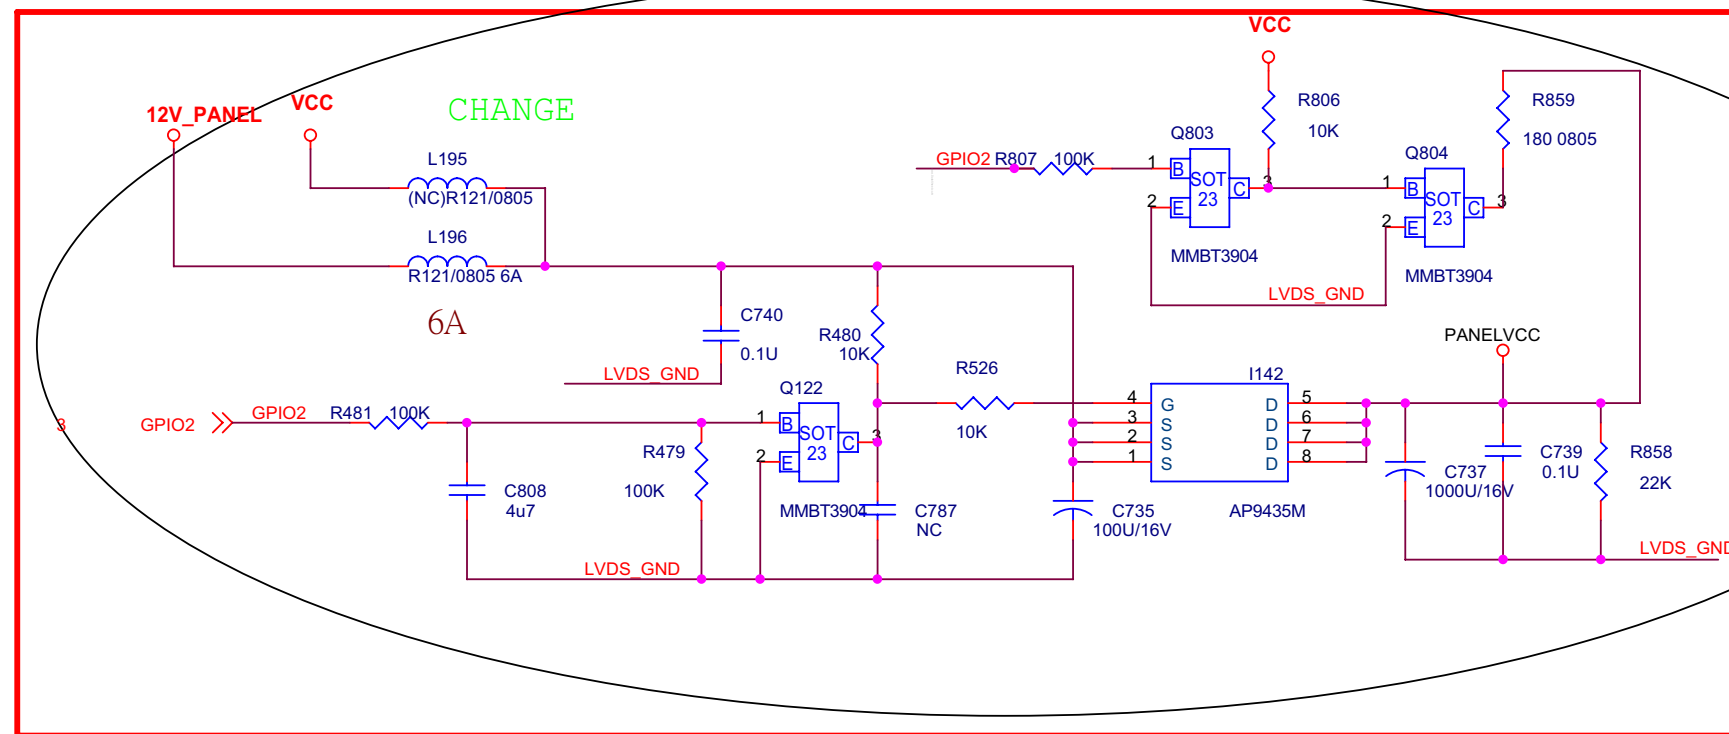 VCC
12V_PANEL
VCC
CHANGE
L195
(NC)R121/0805
L196
R121/0805 6A
6A
GPIO2
R807
100K
Q803
1
B
2
E
SOT
23
C
3
MMBT3904
R806
10K
Q804
1
B
2
E
SOT
23
C
3
MMBT3904
R859
180 0805
LVDS_GND
C740
0.1U
LVDS_GND
R480
10K
R526
10K
PANELVCC
3
GPIO2
GPIO2
R481
100K
C808
4u7
R479
100K
Q122
1
B
2
E
SOT
23
C
3
MMBT3904
C787
NC
LVDS_GND
C735
100U/16V
I142
4 G D 5
3 S D 6
2 S D 7
1 S D 8
AP9435M
C737
1000U/16V
C739
0.1U
R858
22K
LVDS_GND